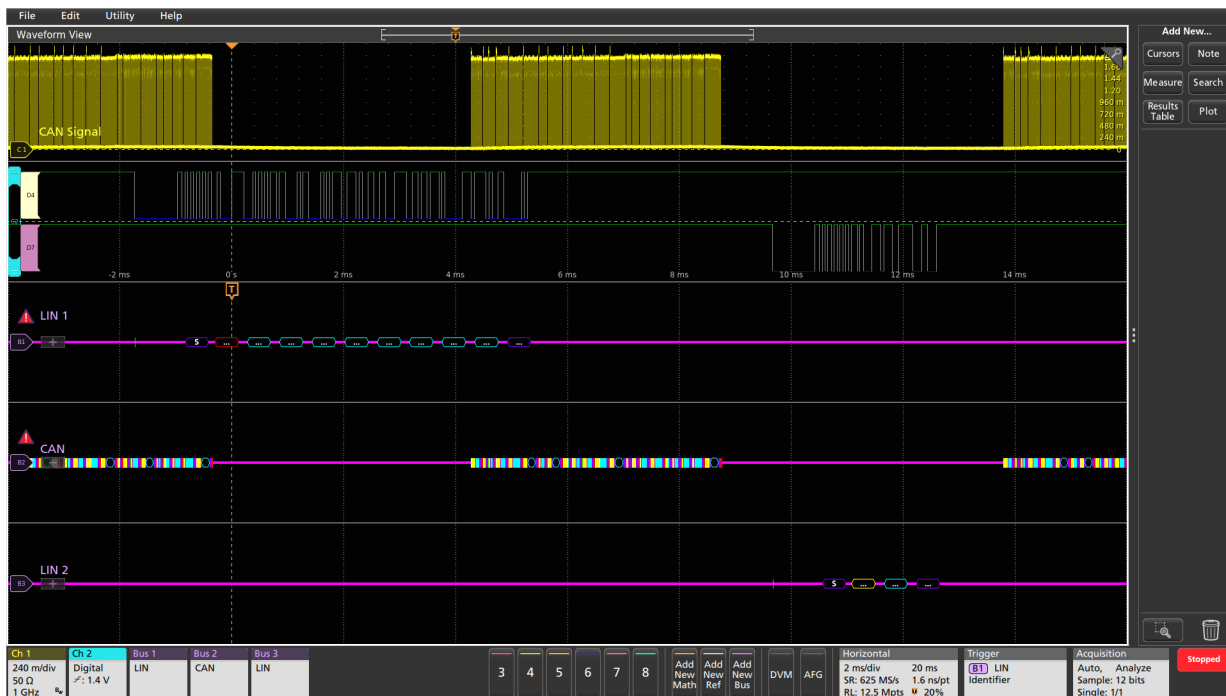 File Edit Utility Help
Waveform View
Add New...
Cursors Note
Measure Search
Results Table Plot
T
1.44
1.20
960 m
720 m
480 m
240 m
0
CAN Signal
C 1
D4
D7
-2 ms 0 s 2 ms 4 ms 6 ms 8 ms 10 ms 12 ms 14 ms
T
LIN 1
B1 + S ... ... ... ... ... ... ... ... ... ...
CAN
B2 +
LIN 2
B3 + S ... ... ...
Ch 1
240 m/div
50 Ω
1 GHz
Ch 2
Digital
: 1.4 V
Bus 1
LIN
Bus 2
CAN
Bus 3
LIN
3 4 5 6 7 8
Add New Math
Add New Ref
Add New Bus
DVM AFG
Horizontal
2 ms/div 20 ms
SR: 625 MS/s 1.6 ns/pt
RL: 12.5 Mpts 20%
Trigger
B1 LIN
Identifier
Acquisition
Auto, Analyze
Sample: 12 bits
Single: 1/1
Stopped